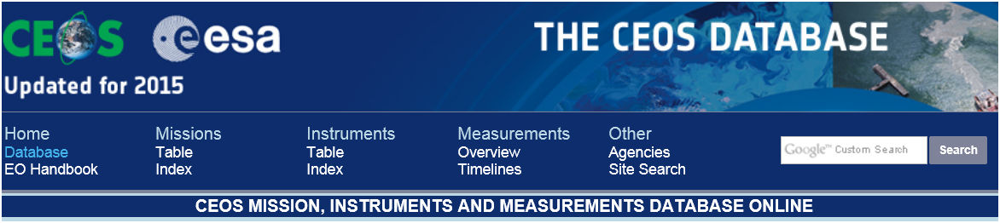 CEOS esa
THE CEOS DATABASE
Updated for 2015
Home Missions Instruments Measurements Other
Database Table Table Overview Agencies
EO Handbook Index Index Timelines Site Search
Google™ Custom Search Search
CEOS MISSION, INSTRUMENTS AND MEASUREMENTS DATABASE ONLINE